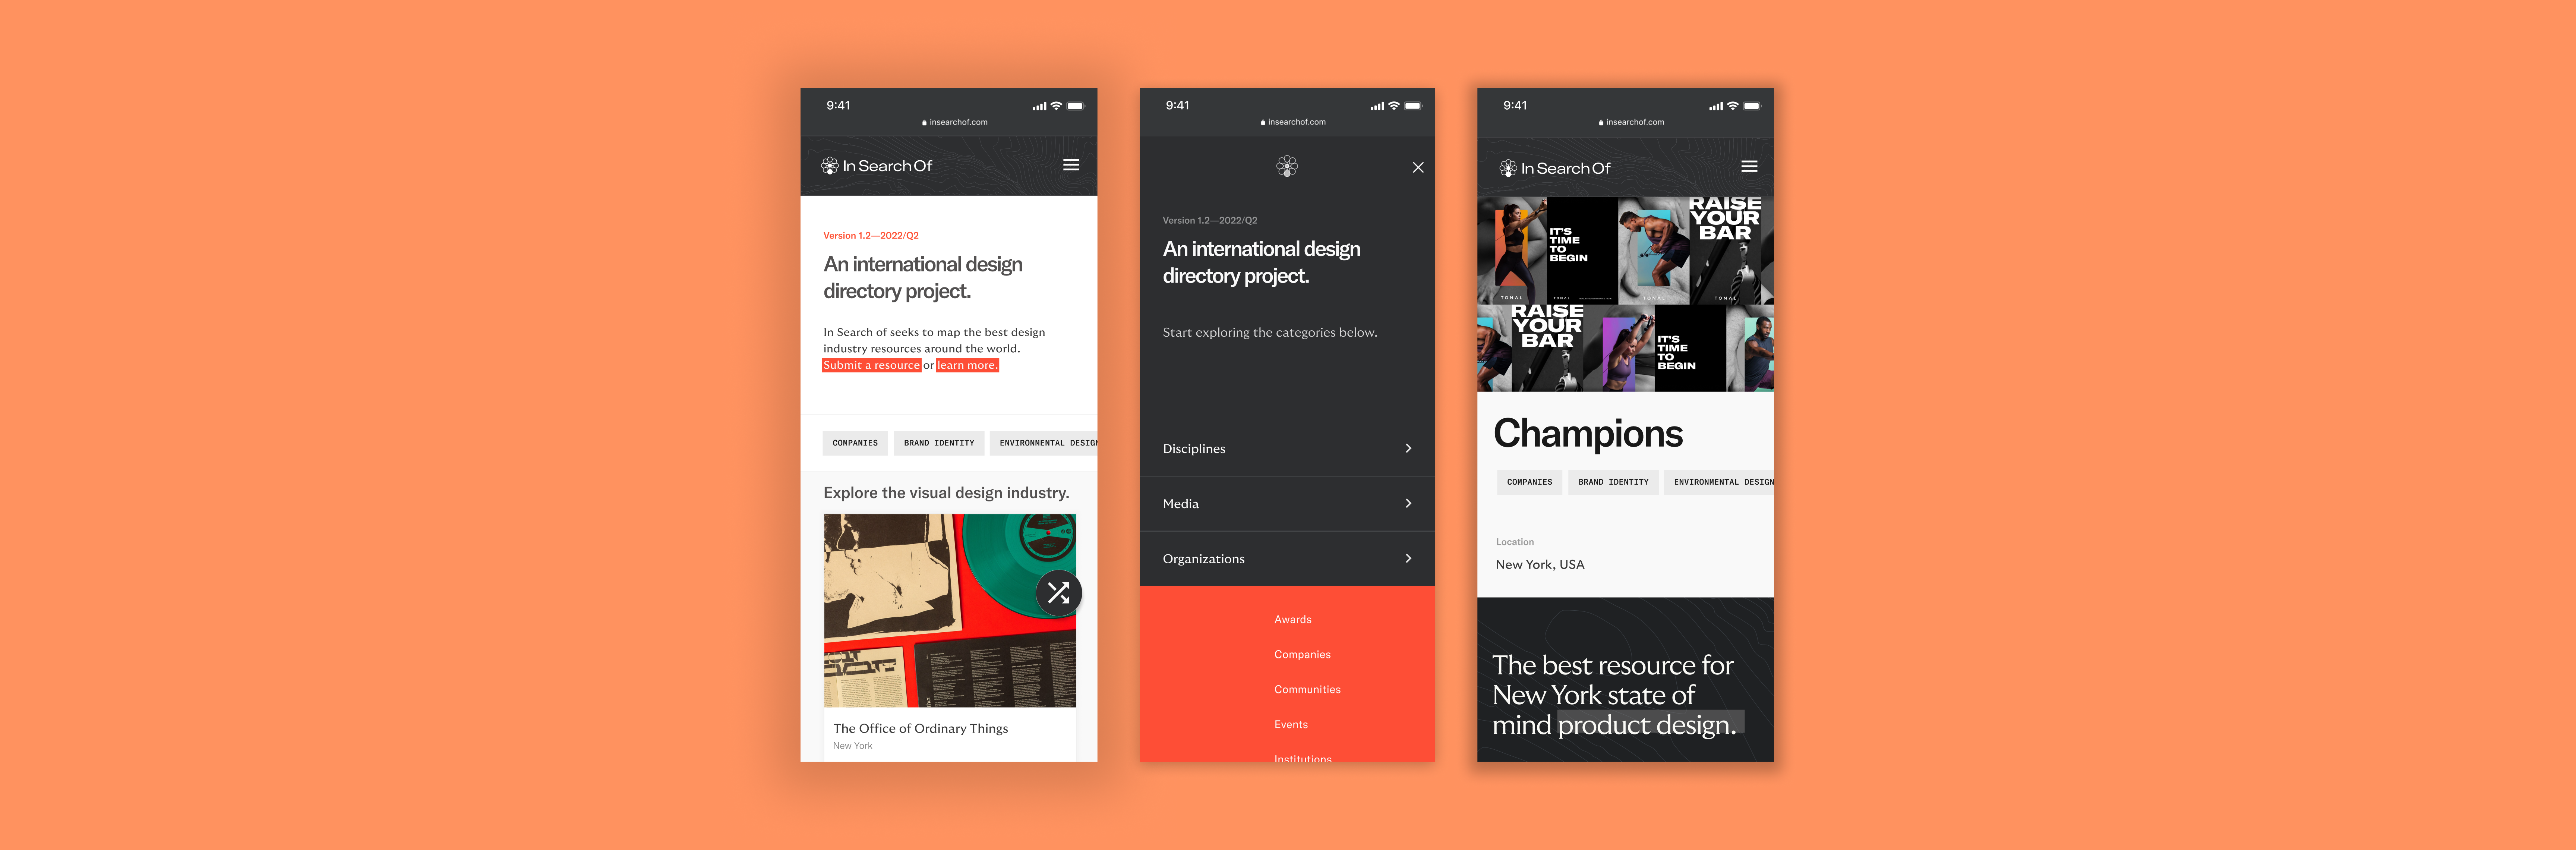 9:41
insearchof.com
In Search Of
Version 1.2—2022/Q2
An international design
directory project.
In Search of seeks to map the best design
industry resources around the world.
Submit a resource or learn more.
COMPANIES BRAND IDENTITY ENVIRONMENTAL DESIGN
Explore the visual design industry.
The Office of Ordinary Things
New York
9:41
insearchof.com
Version 1.2—2022/Q2
An international design
directory project.
Start exploring the categories below.
Disciplines
Media
Organizations
Awards
Companies
Communities
Events
Institutions
9:41
insearchof.com
In Search Of
IT'S
TIME
TO
BEGIN
RAISE
YOUR
BAR
TONAL
TONAL
TONAL
TONAL
RAISE
YOUR
BAR
IT'S
TIME
TO
BEGIN
Champions
COMPANIES BRAND IDENTITY ENVIRONMENTAL DESIGN
Location
New York, USA
The best resource for
New York state of
mind product design.